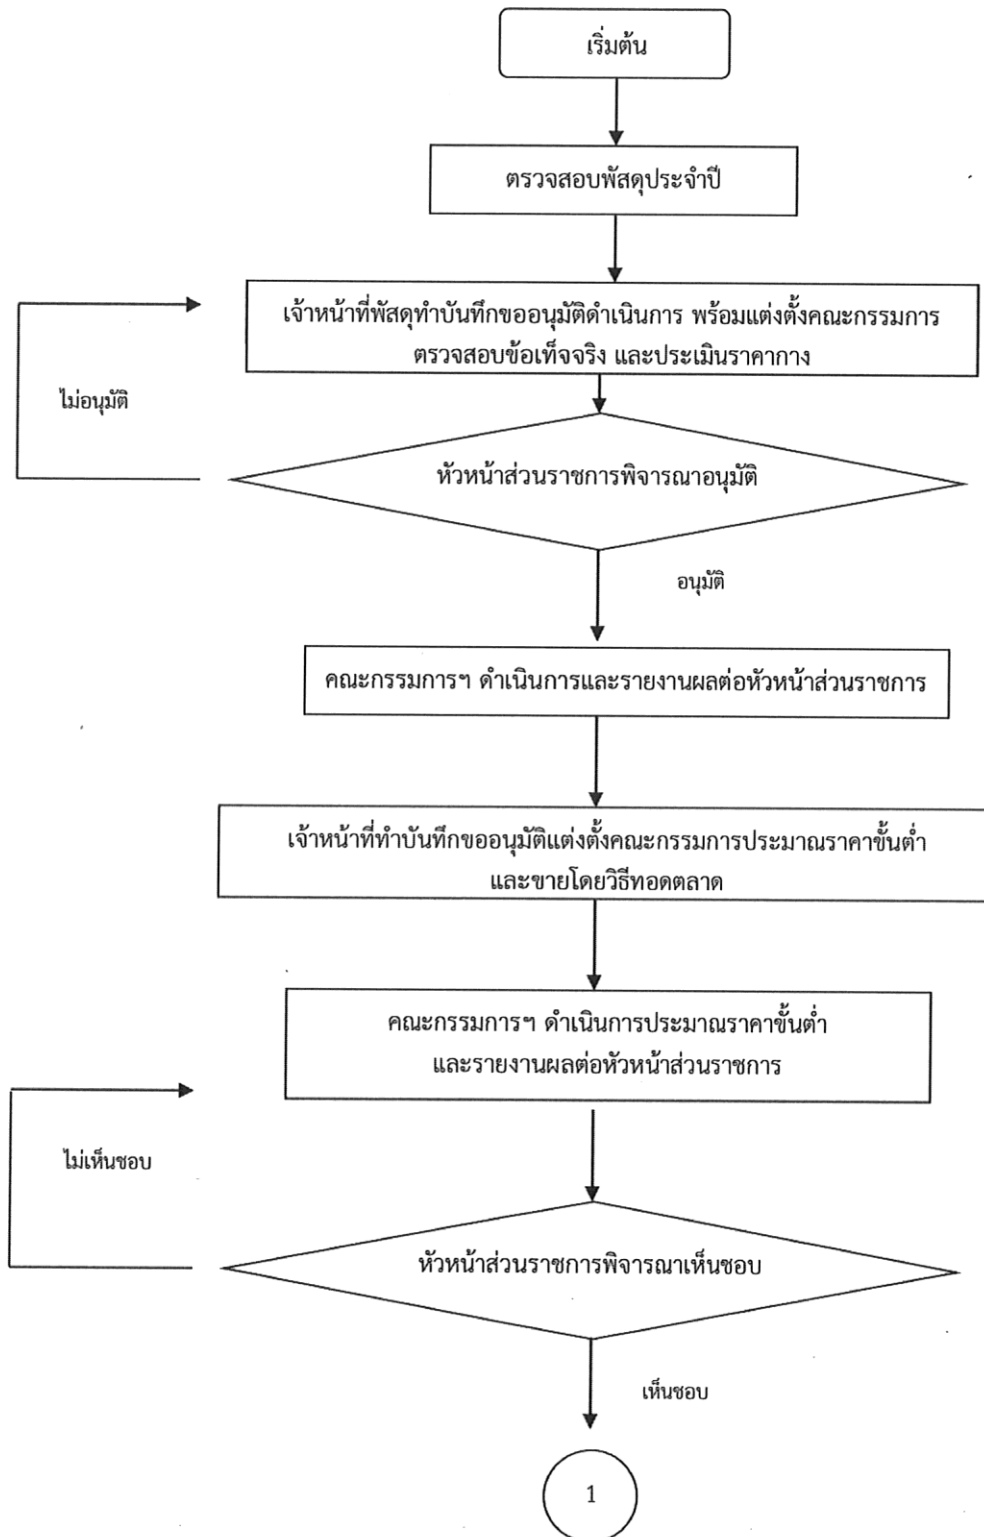 เริ่มต้น
ตรวจสอบพัสดุประจำปี
เจ้าหน้าที่พัสดุทำบันทึกขออนุมัติดำเนินการ พร้อมแต่งตั้งคณะกรรมการ
ตรวจสอบข้อเท็จจริง และประเมินราคากลาง
ไม่อนุมัติ
หัวหน้าส่วนราชการพิจารณาอนุมัติ
อนุมัติ
คณะกรรมการฯ ดำเนินการและรายงานผลต่อหัวหน้าส่วนราชการ
เจ้าหน้าที่ทำบันทึกขออนุมัติแต่งตั้งคณะกรรมการประมาณราคาขั้นต่ำ
และขายโดยวิธีทอดตลาด
คณะกรรมการฯ ดำเนินการประมาณราคาขั้นต่ำ
และรายงานผลต่อหัวหน้าส่วนราชการ
ไม่เห็นชอบ
หัวหน้าส่วนราชการพิจารณาเห็นชอบ
เห็นชอบ
1